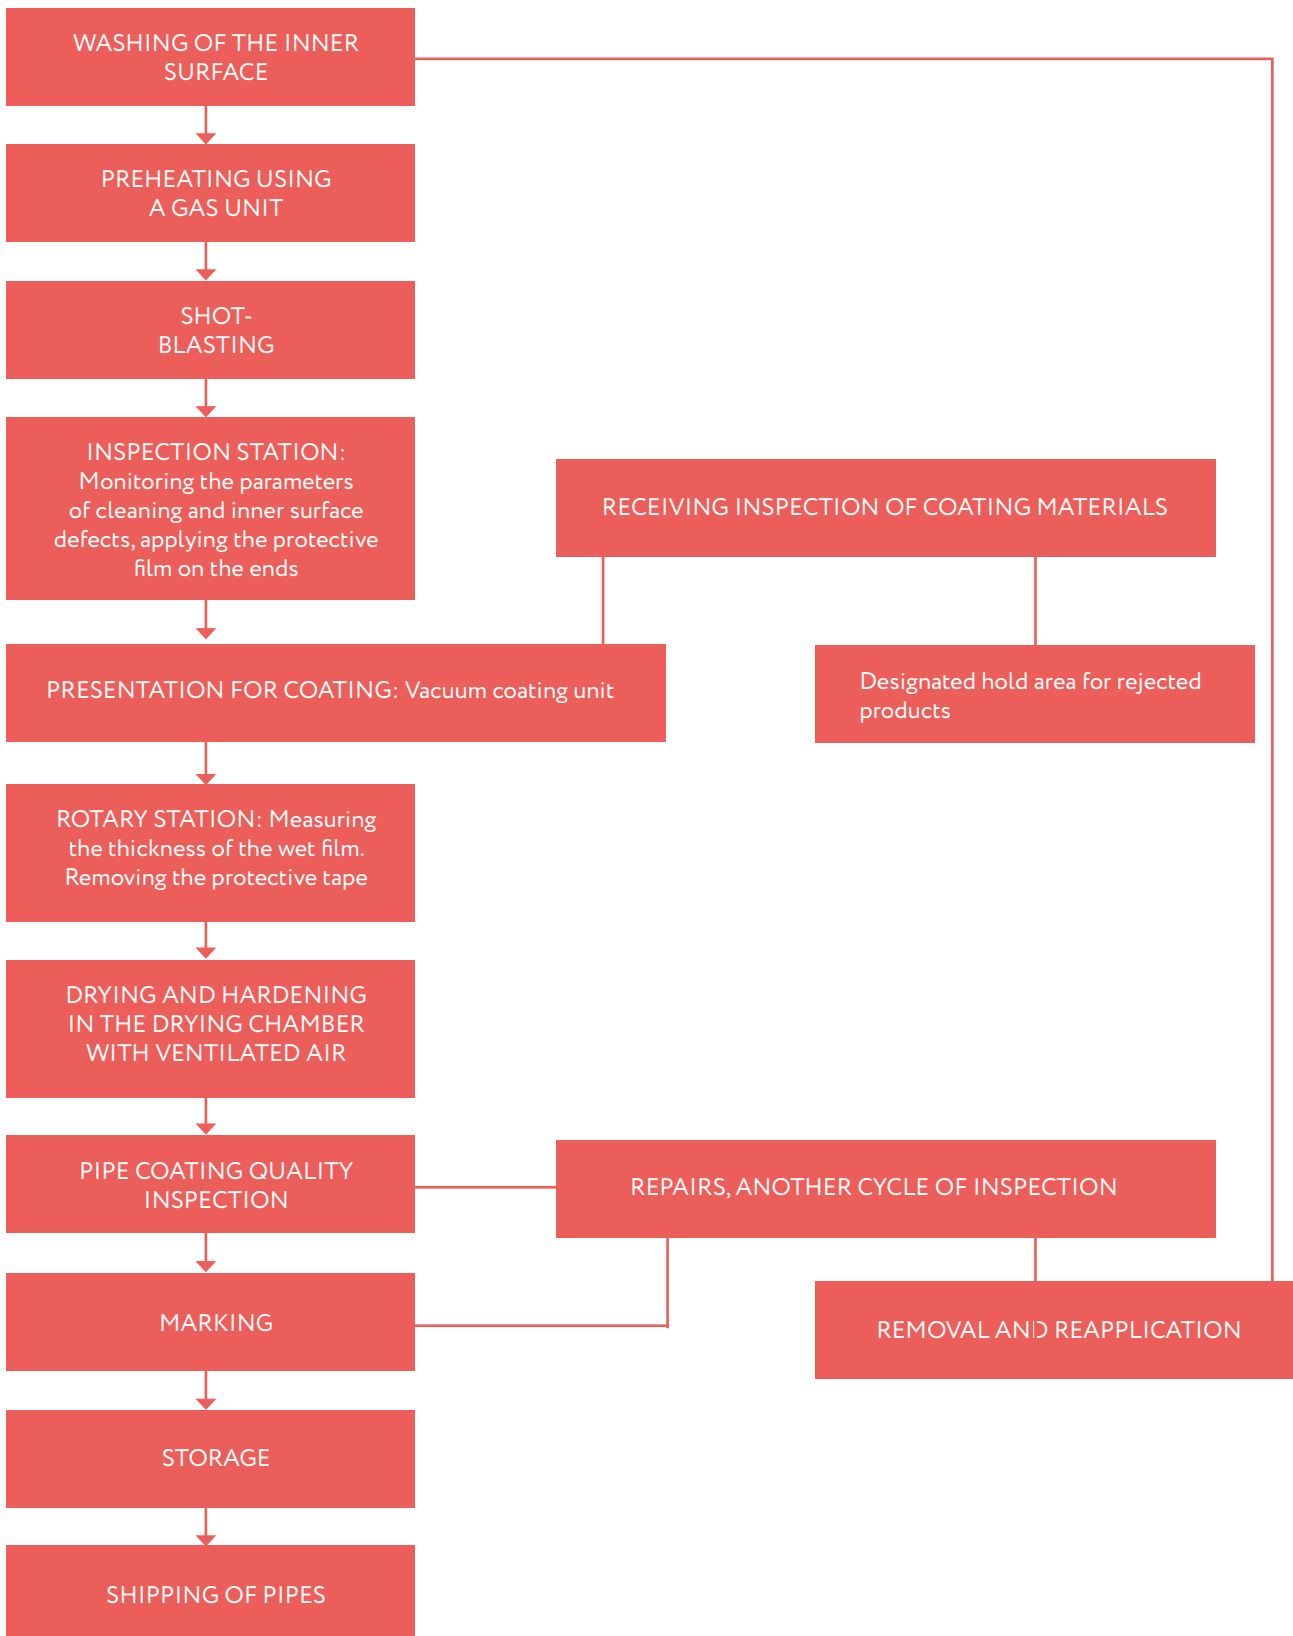 WASHING OF THE INNER
SURFACE
PREHEATING USING
A GAS UNIT
SHOT-
BLASTING
INSPECTION STATION:
Monitoring the parameters
of cleaning and inner surface
defects, applying the protective
film on the ends
RECEIVING INSPECTION OF COATING MATERIALS
PRESENTATION FOR COATING: Vacuum coating unit
Designated hold area for rejected
products
ROTARY STATION: Measuring
the thickness of the wet film.
Removing the protective tape
DRYING AND HARDENING
IN THE DRYING CHAMBER
WITH VENTILATED AIR
PIPE COATING QUALITY
INSPECTION
REPAIRS, ANOTHER CYCLE OF INSPECTION
MARKING
REMOVAL AND REAPPLICATION
STORAGE
SHIPPING OF PIPES